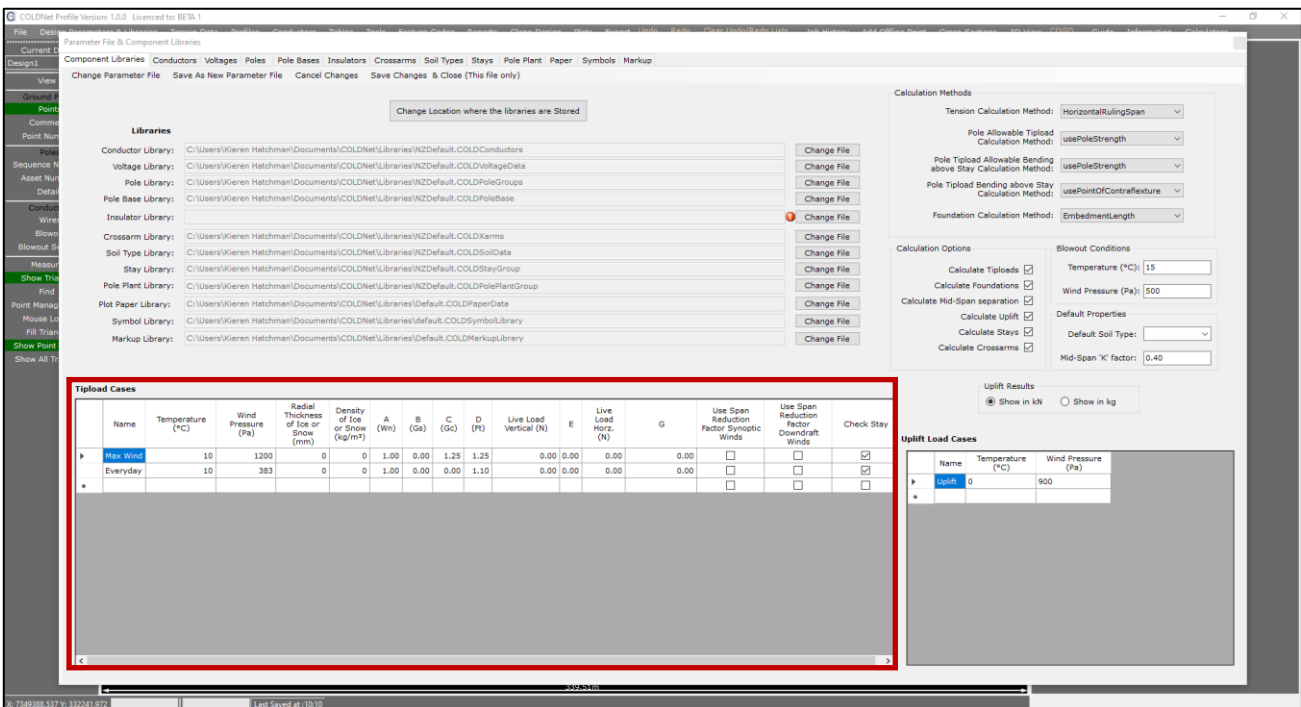 COLDNet Profile Version: 1.0.0 Licenced to: BETA 1
Parameter File & Component Libraries
Component Libraries Conductors Voltages Poles Pole Bases Insulators Crossarms Soil Types Stays Pole Plant Paper Symbols Markup
Change Parameter File Save As New Parameter File Cancel Changes Save Changes & Close (This file only)
Change Location where the libraries are Stored
Libraries
Conductor Library: C:\Users\Kieren Hatchman\Documents\COLDNet\Libraries\NZDefault.COLDConductors Change File
Voltage Library: C:\Users\Kieren Hatchman\Documents\COLDNet\Libraries\NZDefault.COLDVoltageData Change File
Pole Library: C:\Users\Kieren Hatchman\Documents\COLDNet\Libraries\NZDefault.COLDPoleGroups Change File
Pole Base Library: C:\Users\Kieren Hatchman\Documents\COLDNet\Libraries\NZDefault.COLDPoleBase Change File
Insulator Library: Change File
Crossarm Library: C:\Users\Kieren Hatchman\Documents\COLDNet\Libraries\NZDefault.COLDXarms Change File
Soil Type Library: C:\Users\Kieren Hatchman\Documents\COLDNet\Libraries\NZDefault.COLDSoilData Change File
Stay Library: C:\Users\Kieren Hatchman\Documents\COLDNet\Libraries\NZDefault.COLDStayGroup Change File
Pole Plant Library: C:\Users\Kieren Hatchman\Documents\COLDNet\Libraries\NZDefault.COLDPolePlantGroup Change File
Plot Paper Library: C:\Users\Kieren Hatchman\Documents\COLDNet\Libraries\Default.COLDPaperData Change File
Symbol Library: C:\Users\Kieren Hatchman\Documents\COLDNet\Libraries\default.COLDSymbolLibrary Change File
Markup Library: C:\Users\Kieren Hatchman\Documents\COLDNet\Libraries\Default.COLDMarkupLibrary Change File
Calculation Methods
Tension Calculation Method: HorizontalRulingSpan
Pole Allowable Tipload
Calculation Method: usePoleStrength
Pole Tipload Allowable Bending
above Stay Calculation Method: usePoleStrength
Pole Tipload Bending above Stay
Calculation Method: usePointOfContraflexture
Foundation Calculation Method: EmbedmentLength
Calculation Options
Calculate Tiploads
Calculate Foundations
Calculate Mid-Span separation
Calculate Uplift
Calculate Stays
Calculate Crossarms
Blowout Conditions
Temperature (°C): 15
Wind Pressure (Pa): 500
Default Properties
Default Soil Type:
Mid-Span 'K' factor: 0.40
Uplift Results
Show in kN Show in kg
Tipload Cases
Name Temperature (°C) Wind Pressure (Pa) Radial Thickness of Ice or Snow (mm) Density of Ice or Snow (kg/m³) A (Wn) B (Gs) C (Gc) D (Ft) Live Load Vertical (N) E Live Load Horz. (N) G Use Span Reduction Factor Synoptic Winds Use Span Reduction Factor Downdraft Winds Check Stay
Max Wind 10 1200 0 0 1.00 0.00 1.25 1.25 0.00 0.00 0.00 0.00
Everyday 10 383 0 0 1.00 0.00 0.00 1.10 0.00 0.00 0.00 0.00
Uplift Load Cases
Name Temperature (°C) Wind Pressure (Pa)
Uplift 0 900
Design1
View
Points
Find
Show Point
339.51m
X: 7349388.537 Y: 332241.972 Last Saved at :10:10